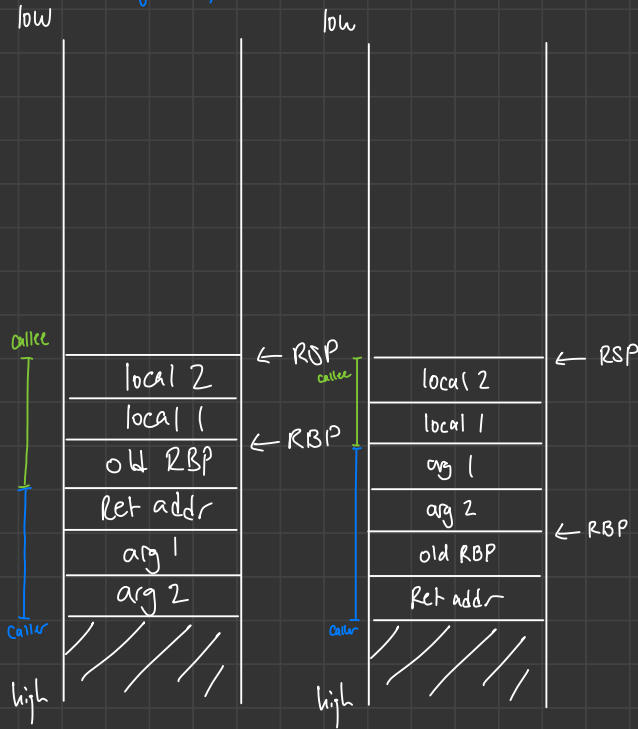 low
callee
local 2
local 1
old RBP
Ret addr
arg 1
arg 2
caller
high
← RSP
← RBP
low
callee
local 2
local 1
arg 1
arg 2
old RBP
Ret addr
caller
high
← RSP
← RBP